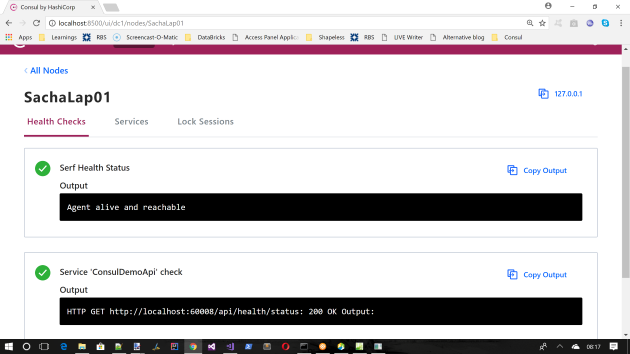 Consul by HashiCorp
localhost:8500/ui/dc1/nodes/SachaLap01
Apps Learnings RBS Screencast-O-Matic DataBricks Access Panel Applic Shapeless RBS LIVE Writer Alternative blog Consul
All Nodes
SachaLap01
127.0.0.1
Health Checks Services Lock Sessions
Serf Health Status
Copy Output
Output
Agent alive and reachable
Service 'ConsulDemoApi' check
Copy Output
Output
HTTP GET http://localhost:60008/api/health/status: 200 OK Output:
08:17